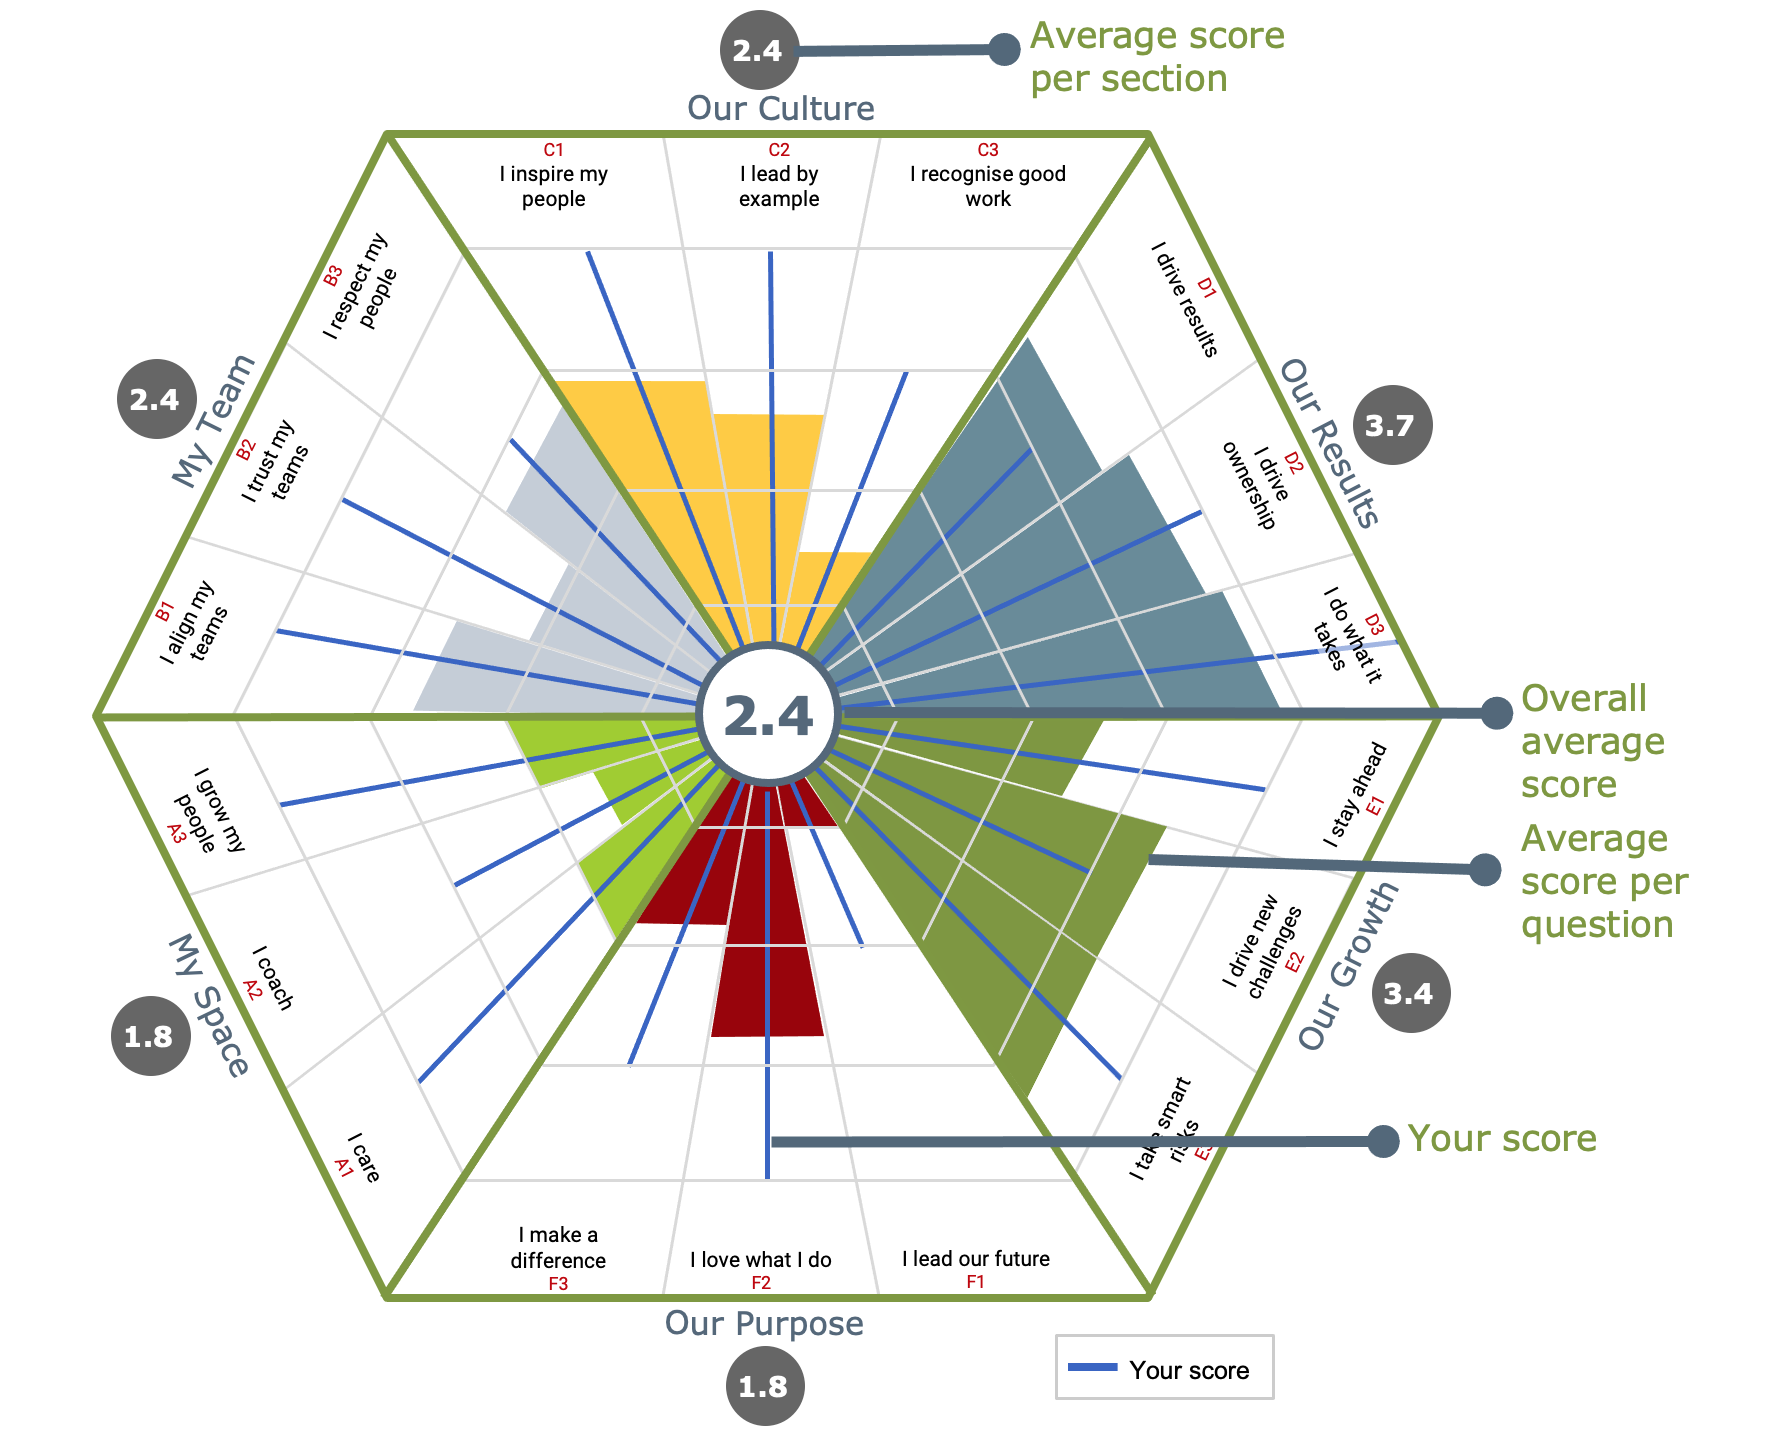 2.4
Average score
per section
Our Culture
C1
I inspire my
people
C2
I lead by
example
C3
I recognise good
work
B3
I respect my
people
D1
I drive results
2.4
My Team
B2
I trust my
teams
Our Results
3.7
D2
I drive
ownership
B1
I align my
teams
D3
I do what it
takes
2.4
Overall
average
score
I grow my
people
A3
I stay ahead
E1
Average
score per
question
I coach
A2
My Space
1.8
I drive new
challenges
E2
Our Growth
3.4
I care
A1
I take smart
risks
E3
Your score
I make a
difference
F3
I love what I do
F2
I lead our future
F1
Our Purpose
1.8
Your score